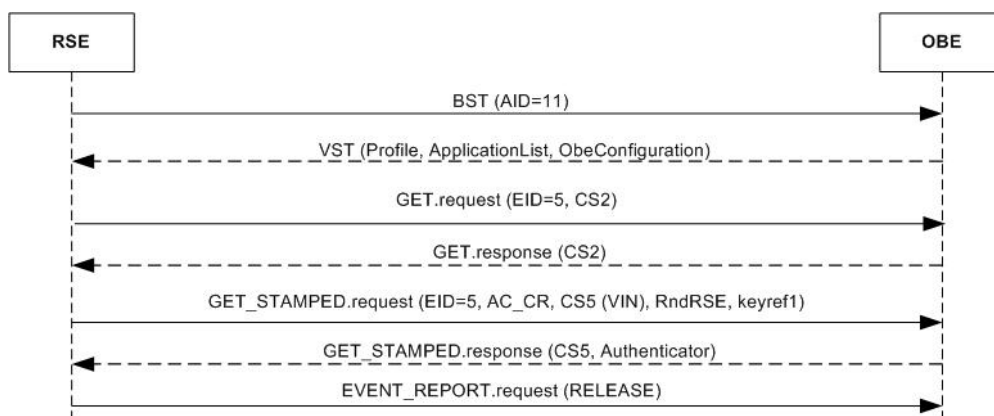 RSE
OBE
BST (AID=11)
VST (Profile, ApplicationList, ObeConfiguration)
GET.request (EID=5, CS2)
GET.response (CS2)
GET_STAMPED.request (EID=5, AC_CR, CS5 (VIN), RndRSE, keyref1)
GET_STAMPED.response (CS5, Authenticator)
EVENT_REPORT.request (RELEASE)